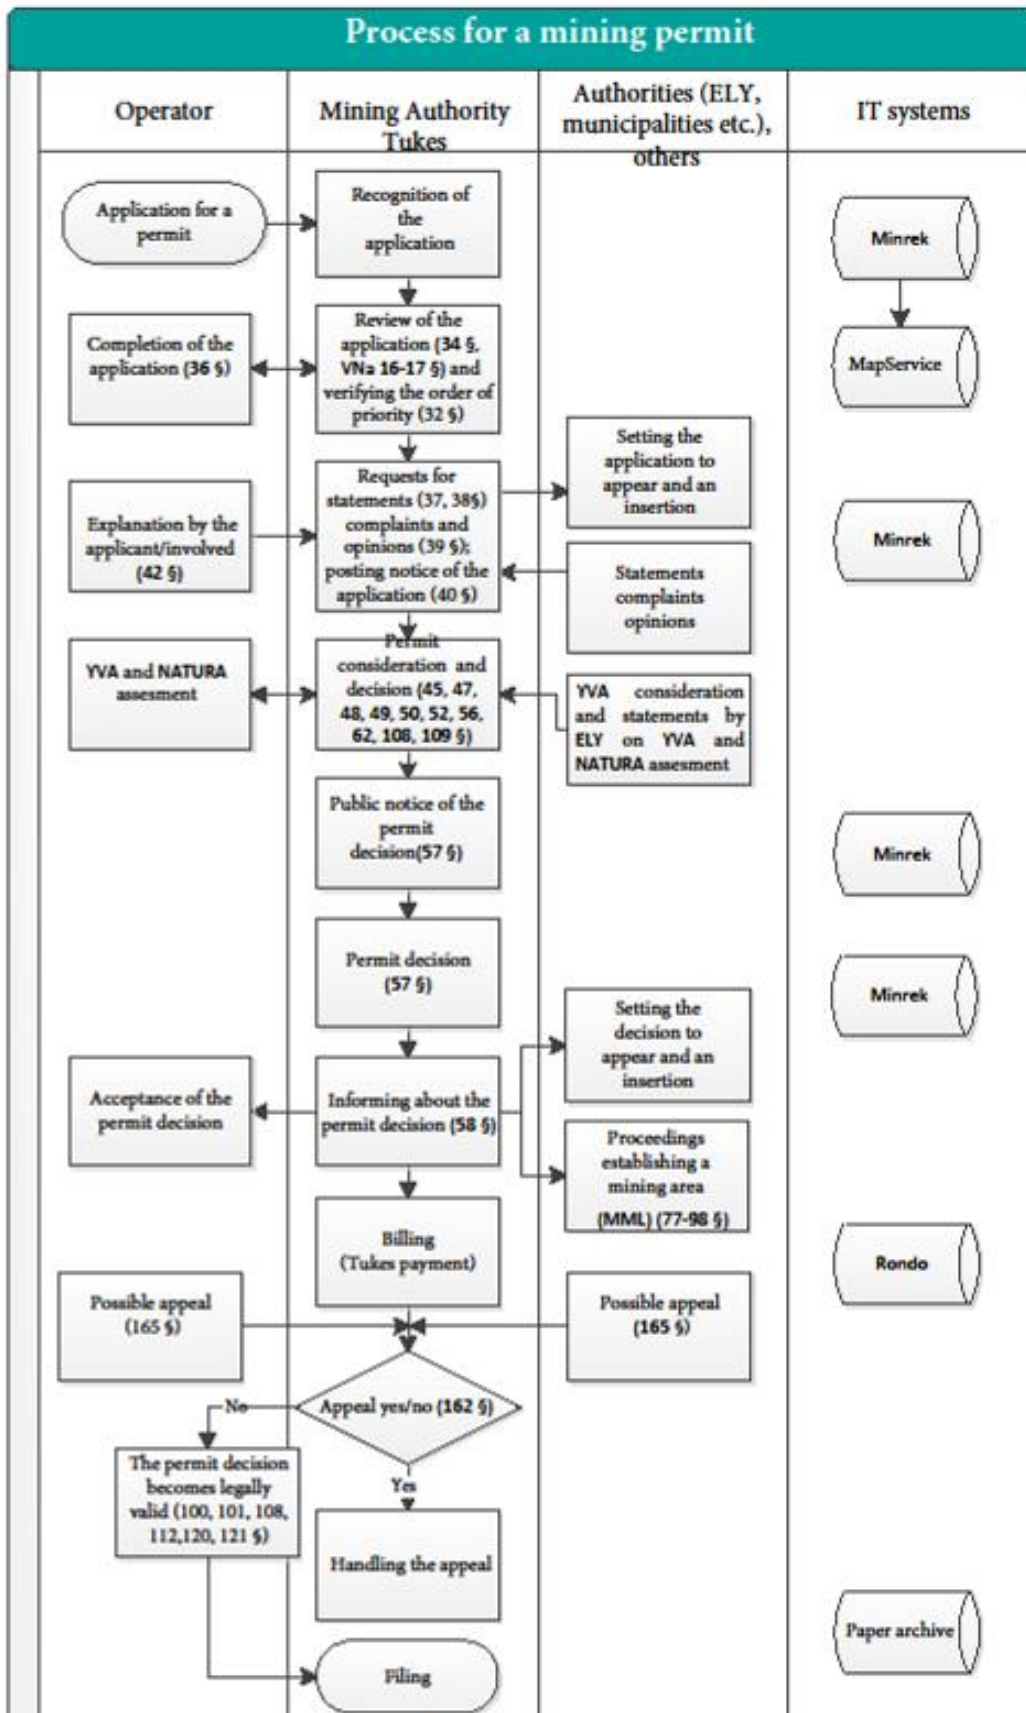 Process for a mining permit
Operator
Mining Authority
Tukes
Authorities (ELY,
municipalities etc.),
others
IT systems
Application for a
permit
Recognition of
the
application
Minrek
Completion of the
application (36 §)
Review of the
application (34 §,
VNa 16-17 §) and
verifying the order of
priority (32 §)
MapService
Setting the
application to
appear and an
insertion
Explanation by the
applicant/involved
(42 §)
Requests for
statements (37, 38§)
complaints and
opinions (39 §);
posting notice of the
application (40 §)
Minrek
Statements
complaints
opinions
YVA and NATURA
assesment
Permit
consideration and
decision (45, 47,
48, 49, 50, 52, 56,
62, 108, 109 §)
YVA consideration
and statements by
ELY on YVA and
NATURA assesment
Public notice of the
permit
decision(57 §)
Minrek
Permit decision
(57 §)
Minrek
Setting the
decision to
appear and an
insertion
Acceptance of the
permit decision
Informing about the
permit decision (58 §)
Proceedings
establishing a
mining area
(MML) (77-98 §)
Billing
(Tukes payment)
Rondo
Possible appeal
(165 §)
Possible appeal
(165 §)
Appeal yes/no (162 §)
No
Yes
The permit decision
becomes legally
valid (100, 101, 108,
112,120, 121 §)
Handling the appeal
Paper archive
Filing